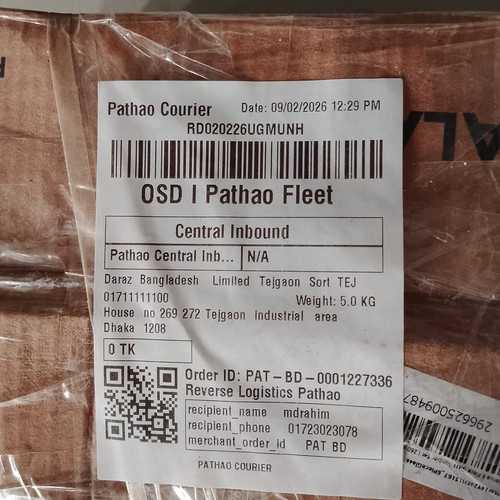 Pathao Courier Date: 09/02/2026 12:29 PM
RD020226UGMUNH
OSD I Pathao Fleet
Central Inbound
Pathao Central Inb... N/A
Daraz Bangladesh Limited Tejgaon Sort TEJ
01711111100 Weight: 5.0 KG
House no 269 272 Tejgaon industrial area
Dhaka 1208
0 TK
Order ID: PAT - BD - 0001227336
Reverse Logistics Pathao
recipient_name mdrahim
recipient_phone 01723023078
merchant_order_id PAT BD
PATHAO COURIER
ALA
296625009487